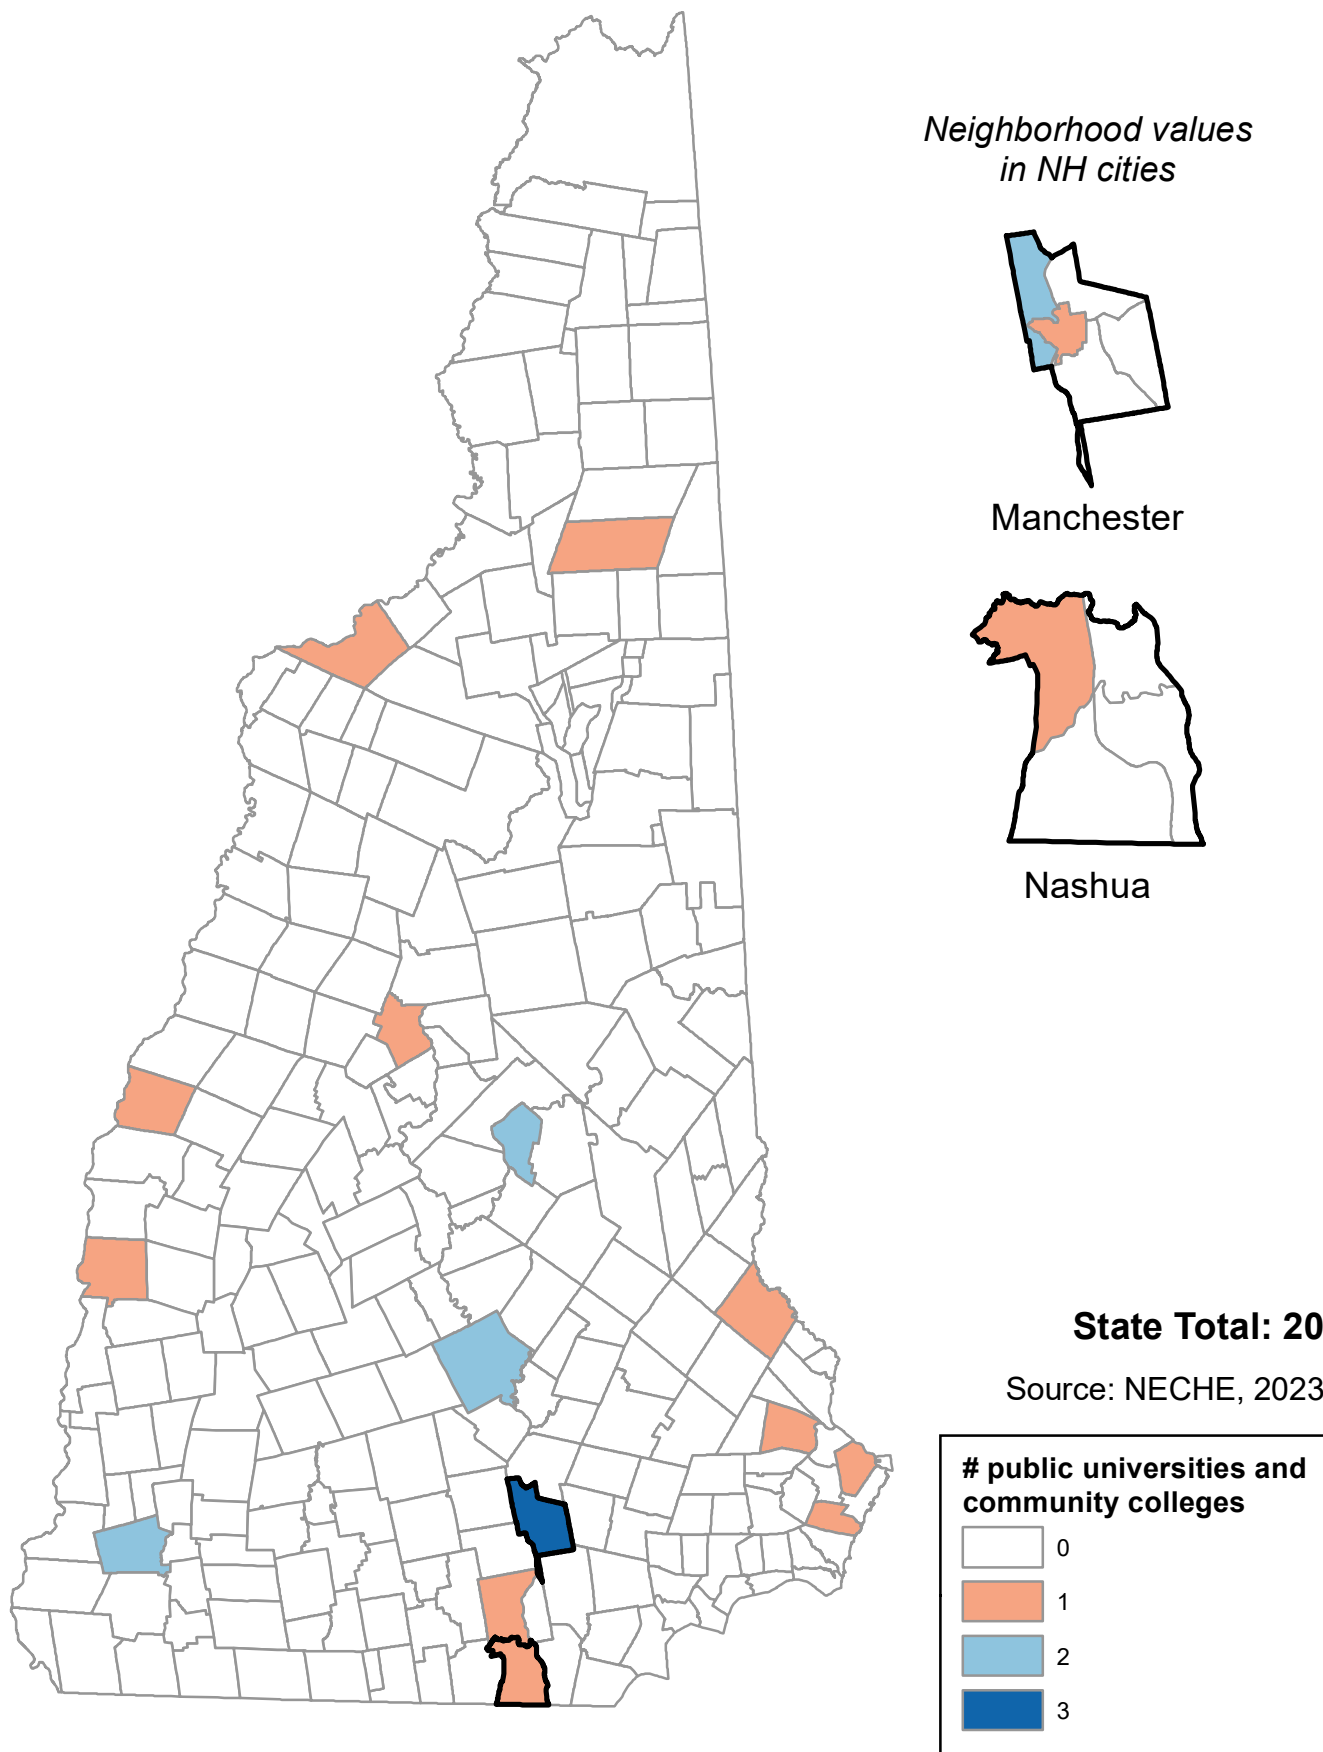 Neighborhood values
in NH cities
Manchester
Nashua
State Total: 20
Source: NECHE, 2023
# public universities and
community colleges
0
1
2
3